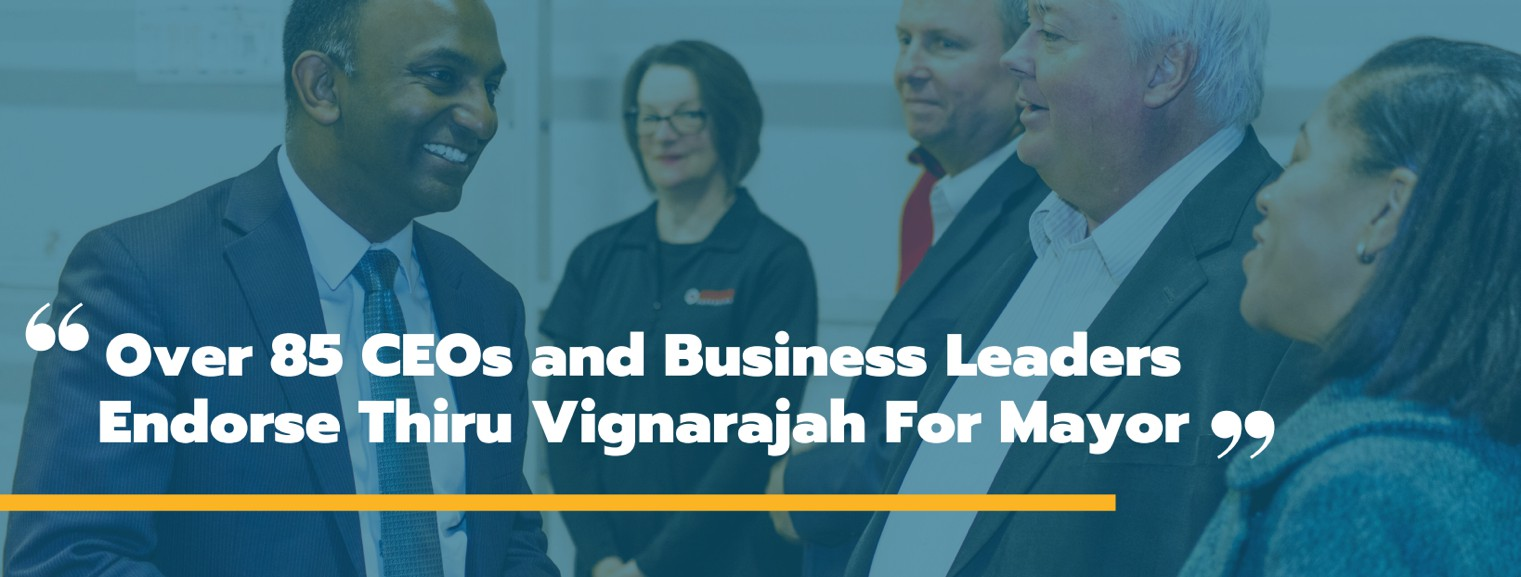 “ Over 85 CEOs and Business Leaders
Endorse Thiru Vignarajah For Mayor ”